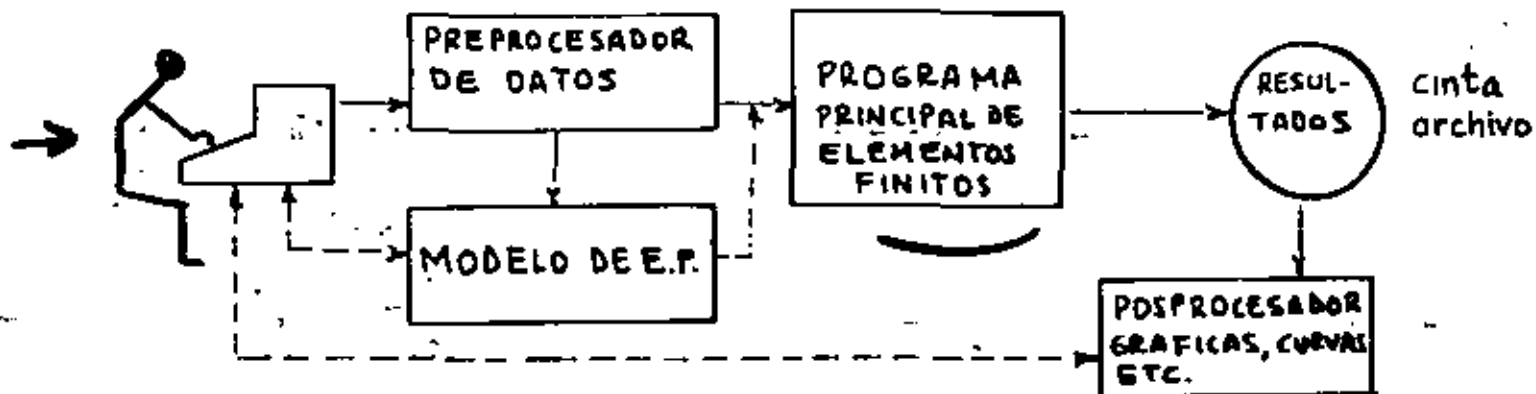 PREPROCESADOR
DE DATOS
PROGRAMA
PRINCIPAL DE
ELEMENTOS
FINITOS
RESUL-
TADOS
cinta
archivo
MODELO DE E.F.
POSPROCESADOR
GRAFICAS, CURVAS
ETC.